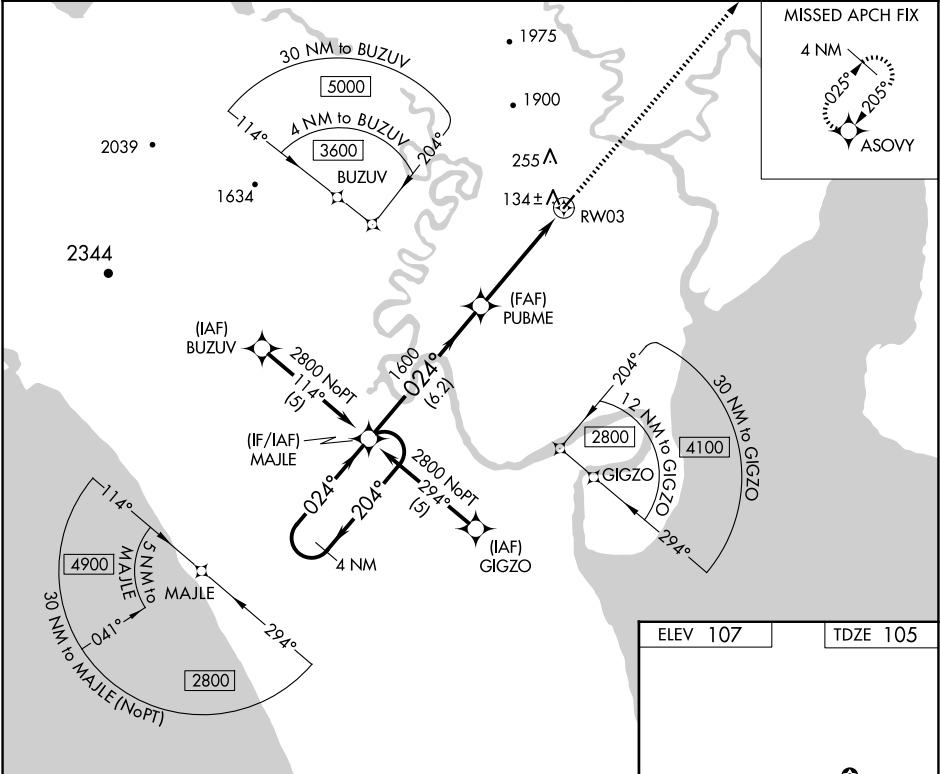 MISSED APCH FIX
4 NM
025°
205°
ASOVY
1975
1900
255
134 ±
RW03
30 NM to BUZUV
5000
4 NM to BUZUV
3600
114°
204°
BUZUV
2039
1634
2344
(FAF)
PUBME
(IAF)
BUZUV
2800 NoPT
114°
(5)
1600
024°
(6.2)
(IF/IAF)
MAJLE
024°
204°
4 NM
2800 NoPT
294°
(5)
(IAF)
GIGZO
204°
30 NM to GIGZO
12 NM to GIGZO
2800
4100
GIGZO
294°
114°
4900
5 NM to
MAJLE
MAJLE
041°
294°
30 NM to MAJLE (NoPT)
2800
ELEV 107
TDZE 105